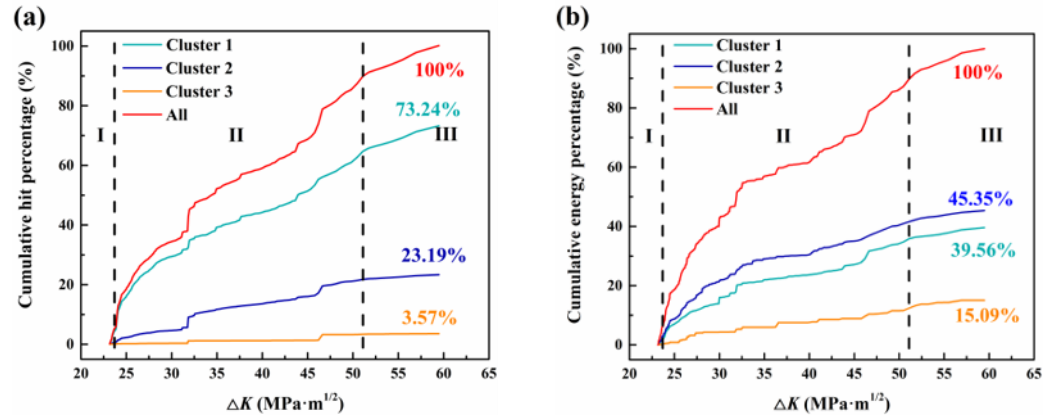 (a)
Cumulative hit percentage (%)
100
80
60
40
20
0
Cluster 1
Cluster 2
Cluster 3
All
I
II
III
100%
73.24%
23.19%
3.57%
20 25 30 35 40 45 50 55 60 65
△K (MPa·m1/2)
(b)
Cumulative energy percentage (%)
100
80
60
40
20
0
Cluster 1
Cluster 2
Cluster 3
All
I
II
III
100%
45.35%
39.56%
15.09%
20 25 30 35 40 45 50 55 60 65
△K (MPa·m1/2)